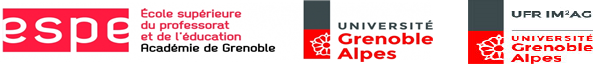 espe
École supérieure
du professorat
et de l'éducation
Académie de Grenoble
UNIVERSITÉ
Grenoble
Alpes
UFR IM²AG
UNIVERSITÉ
Grenoble
Alpes